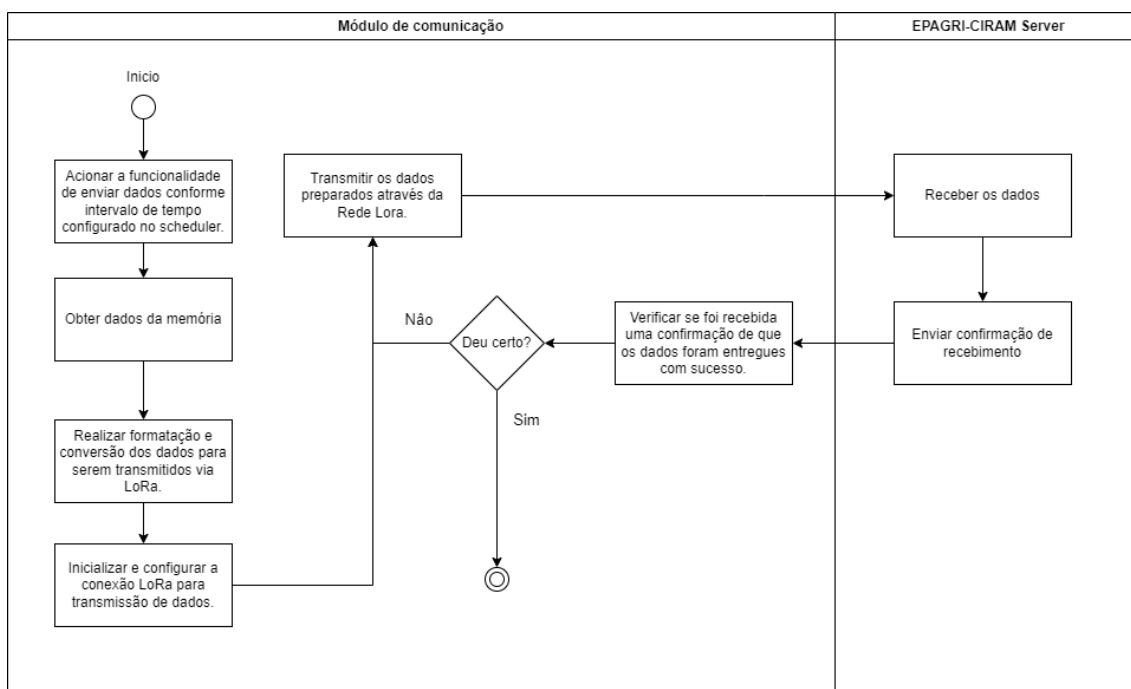 Módulo de comunicação
EPAGRI-CIRAM Server
Inicio
Acionar a funcionalidade
de enviar dados conforme
intervalo de tempo
configurado no scheduler.
Obter dados da memória
Realizar formatação e
conversão dos dados para
serem transmitidos via
LoRa.
Inicializar e configurar a
conexão LoRa para
transmissão de dados.
Transmitir os dados
preparados através da
Rede Lora.
Receber os dados
Enviar confirmação de
recebimento
Verificar se foi recebida
uma confirmação de que
os dados foram entregues
com sucesso.
Deu certo?
Nâo
Sim